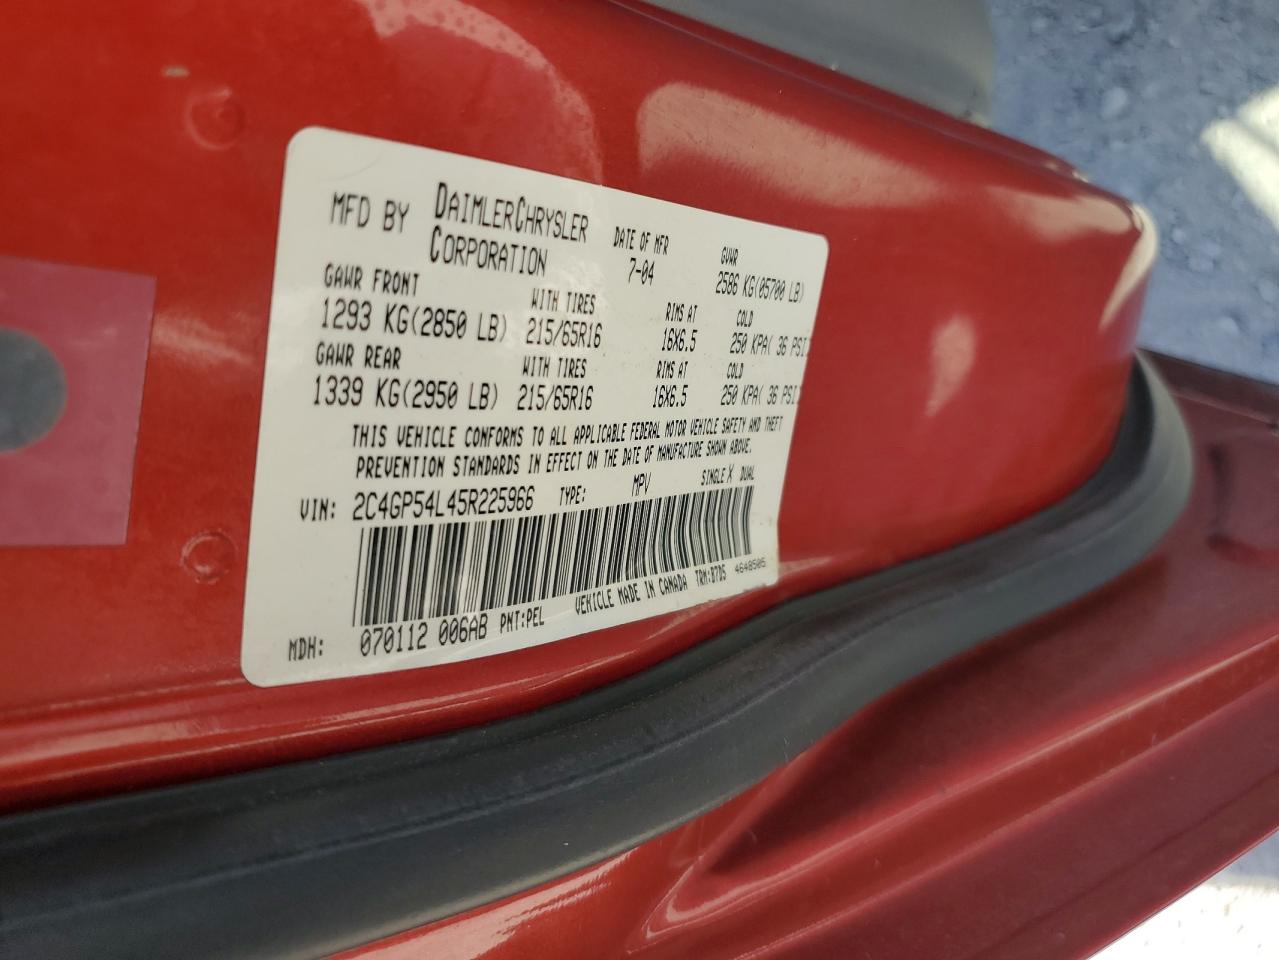 MFD BY DAIMLERCHRYSLER CORPORATION DATE OF MFR 7-04 GVWR 2586 KG(05700 LB)
GAWR FRONT WITH TIRES RIMS AT COLD
1293 KG(2850 LB) 215/65R16 16X6.5 250 KPA( 36 PSI)
GAWR REAR WITH TIRES RIMS AT COLD
1339 KG(2950 LB) 215/65R16 16X6.5 250 KPA( 36 PSI)
THIS VEHICLE CONFORMS TO ALL APPLICABLE FEDERAL MOTOR VEHICLE SAFETY AND THEFT
PREVENTION STANDARDS IN EFFECT ON THE DATE OF MANUFACTURE SHOWN ABOVE.
VIN: 2C4GP54L45R225966 TYPE: MPV SINGLE X DUAL
MDH: 070112 006AB PNT:PEL VEHICLE MADE IN CANADA TRM:B7D5 4648505